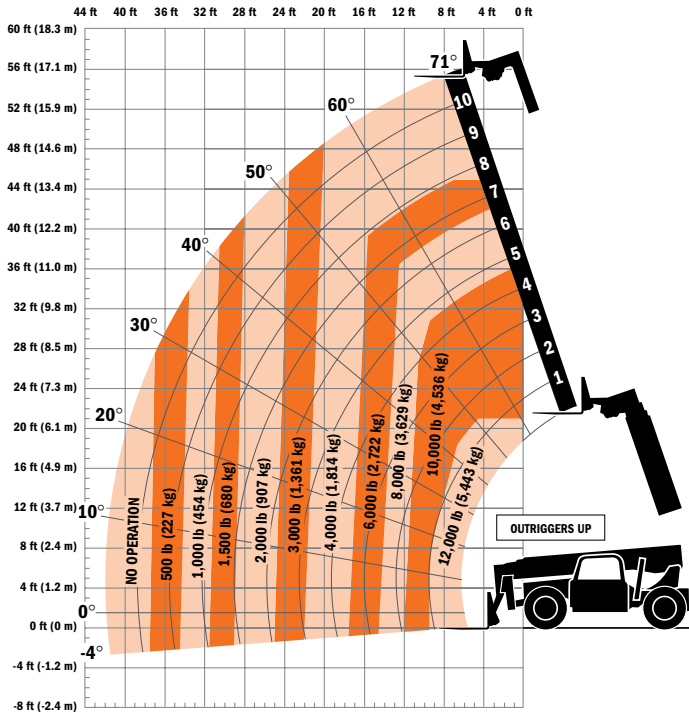 44 ft 40 ft 36 ft 32 ft 28 ft 24 ft 20 ft 16 ft 12 ft 8 ft 4 ft 0 ft
60 ft (18.3 m)
56 ft (17.1 m)
52 ft (15.9 m)
48 ft (14.6 m)
44 ft (13.4 m)
40 ft (12.2 m)
36 ft (11.0 m)
32 ft (9.8 m)
28 ft (8.5 m)
24 ft (7.3 m)
20 ft (6.1 m)
16 ft (4.9 m)
12 ft (3.7 m)
8 ft (2.4 m)
4 ft (1.2 m)
0 ft (0 m)
-4 ft (-1.2 m)
-8 ft (-2.4 m)
71°
60°
50°
40°
30°
20°
10°
0°
-4°
10
9
8
7
6
5
4
3
2
1
NO OPERATION
500 lb (227 kg)
1,000 lb (454 kg)
1,500 lb (680 kg)
2,000 lb (907 kg)
3,000 lb (1,361 kg)
4,000 lb (1,814 kg)
6,000 lb (2,722 kg)
8,000 lb (3,629 kg)
10,000 lb (4,536 kg)
12,000 lb (5,443 kg)
OUTRIGGERS UP